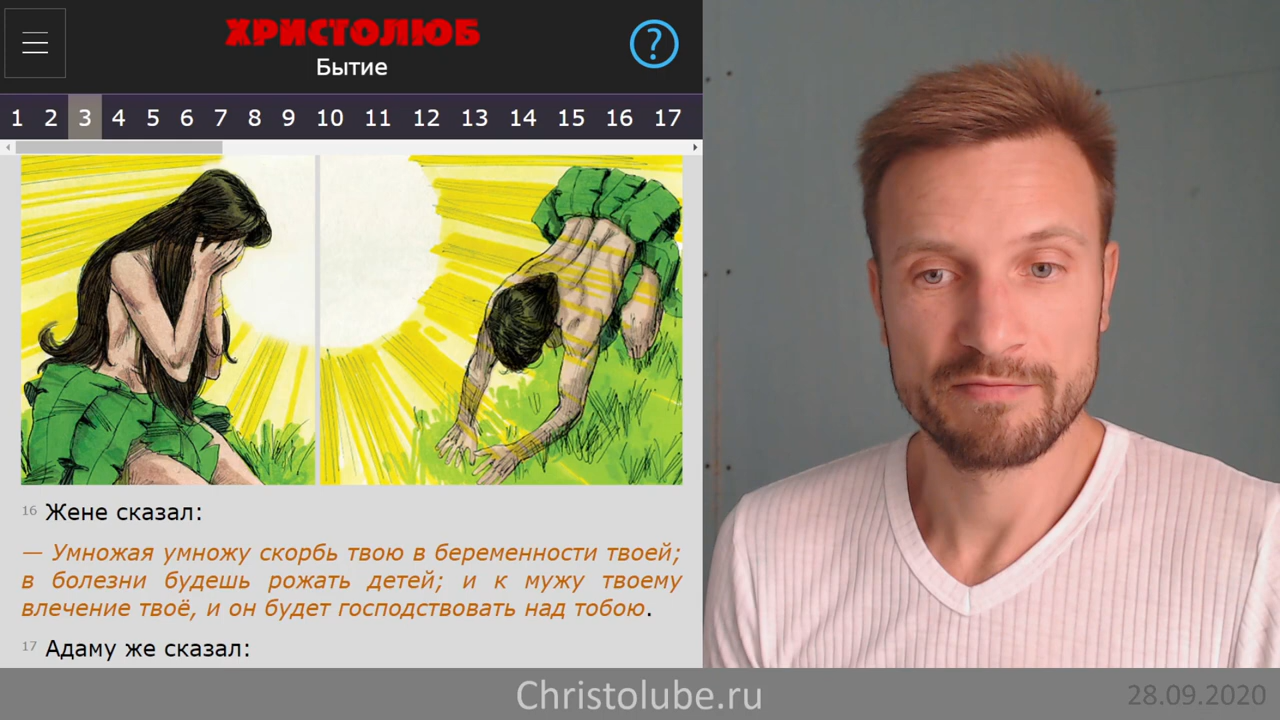 ХРИСТОЛЮБ
Бытие
?
1 2 3 4 5 6 7 8 9 10 11 12 13 14 15 16 17
16 Жене сказал:
— Умножая умножу скорбь твою в беременности твоей;
в болезни будешь рожать детей; и к мужу твоему
влечение твоё, и он будет господствовать над тобою.
17 Адаму же сказал:
Christolube.ru
28.09.2020